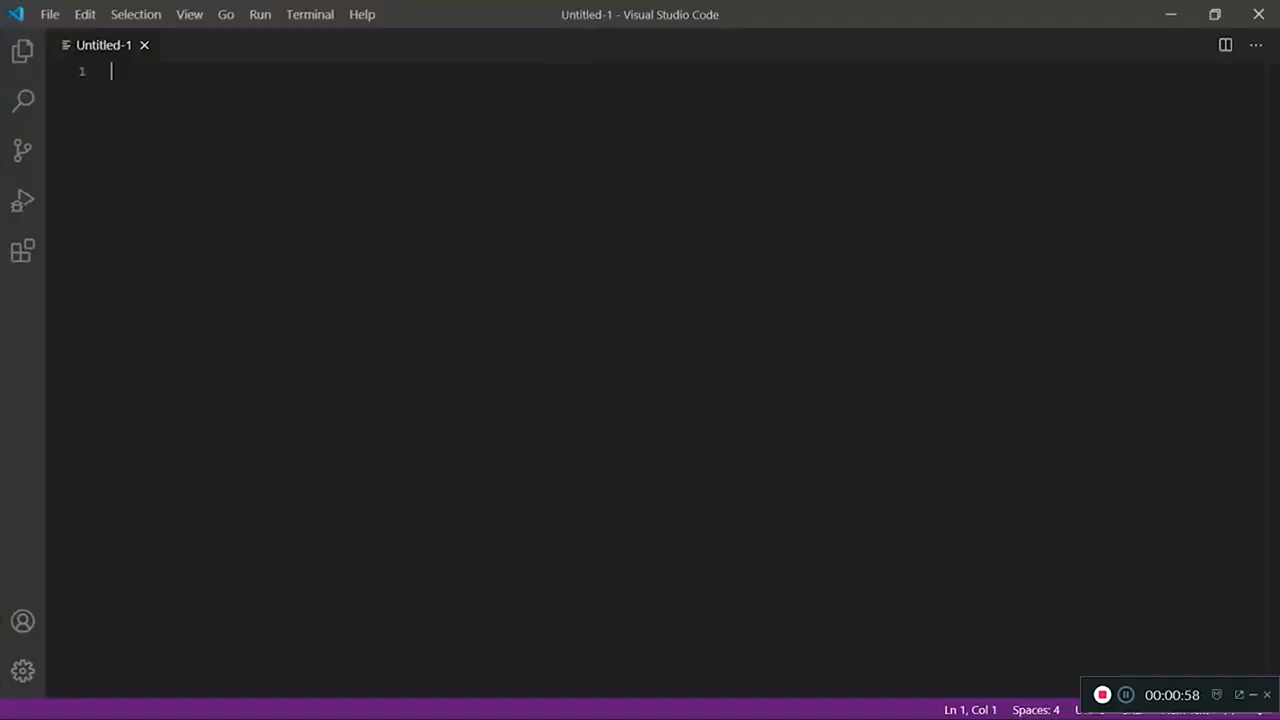 File Edit Selection View Go Run Terminal Help Untitled-1 - Visual Studio Code
Untitled-1
1
00:00:58
Ln 1, Col 1 Spaces: 4